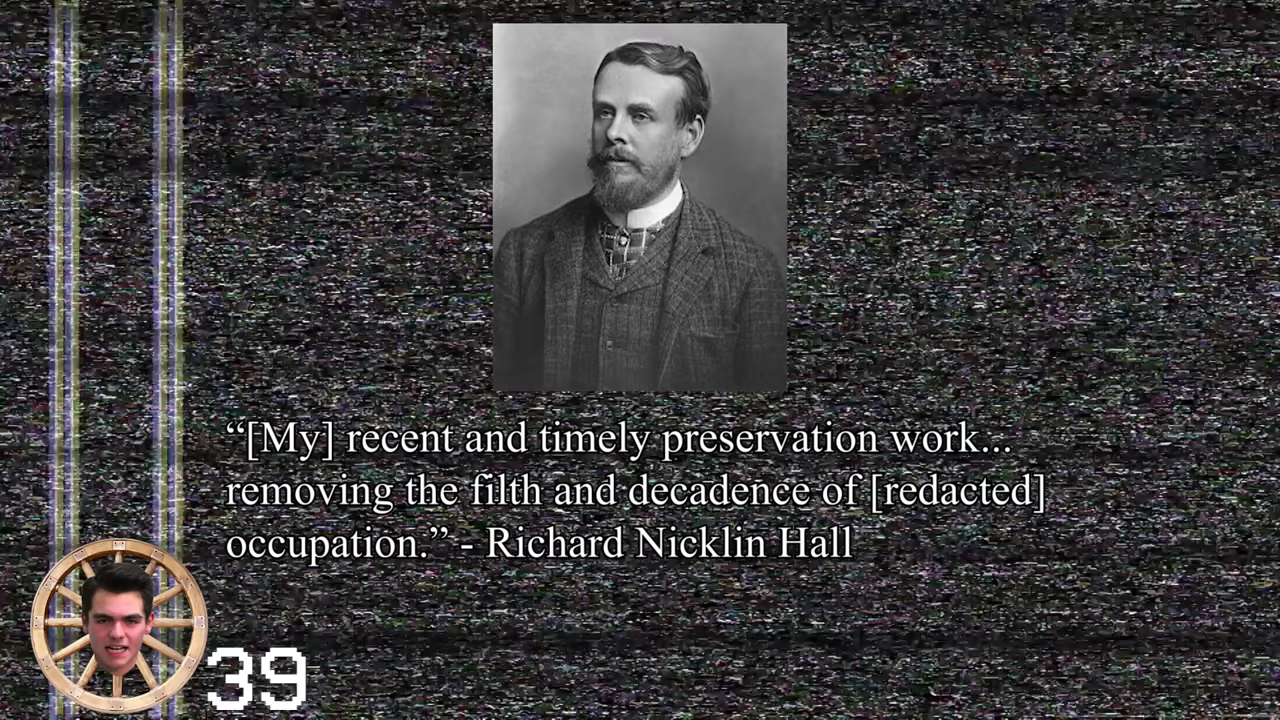 “[My] recent and timely preservation work...
removing the filth and decadence of [redacted]
occupation.” - Richard Nicklin Hall
39